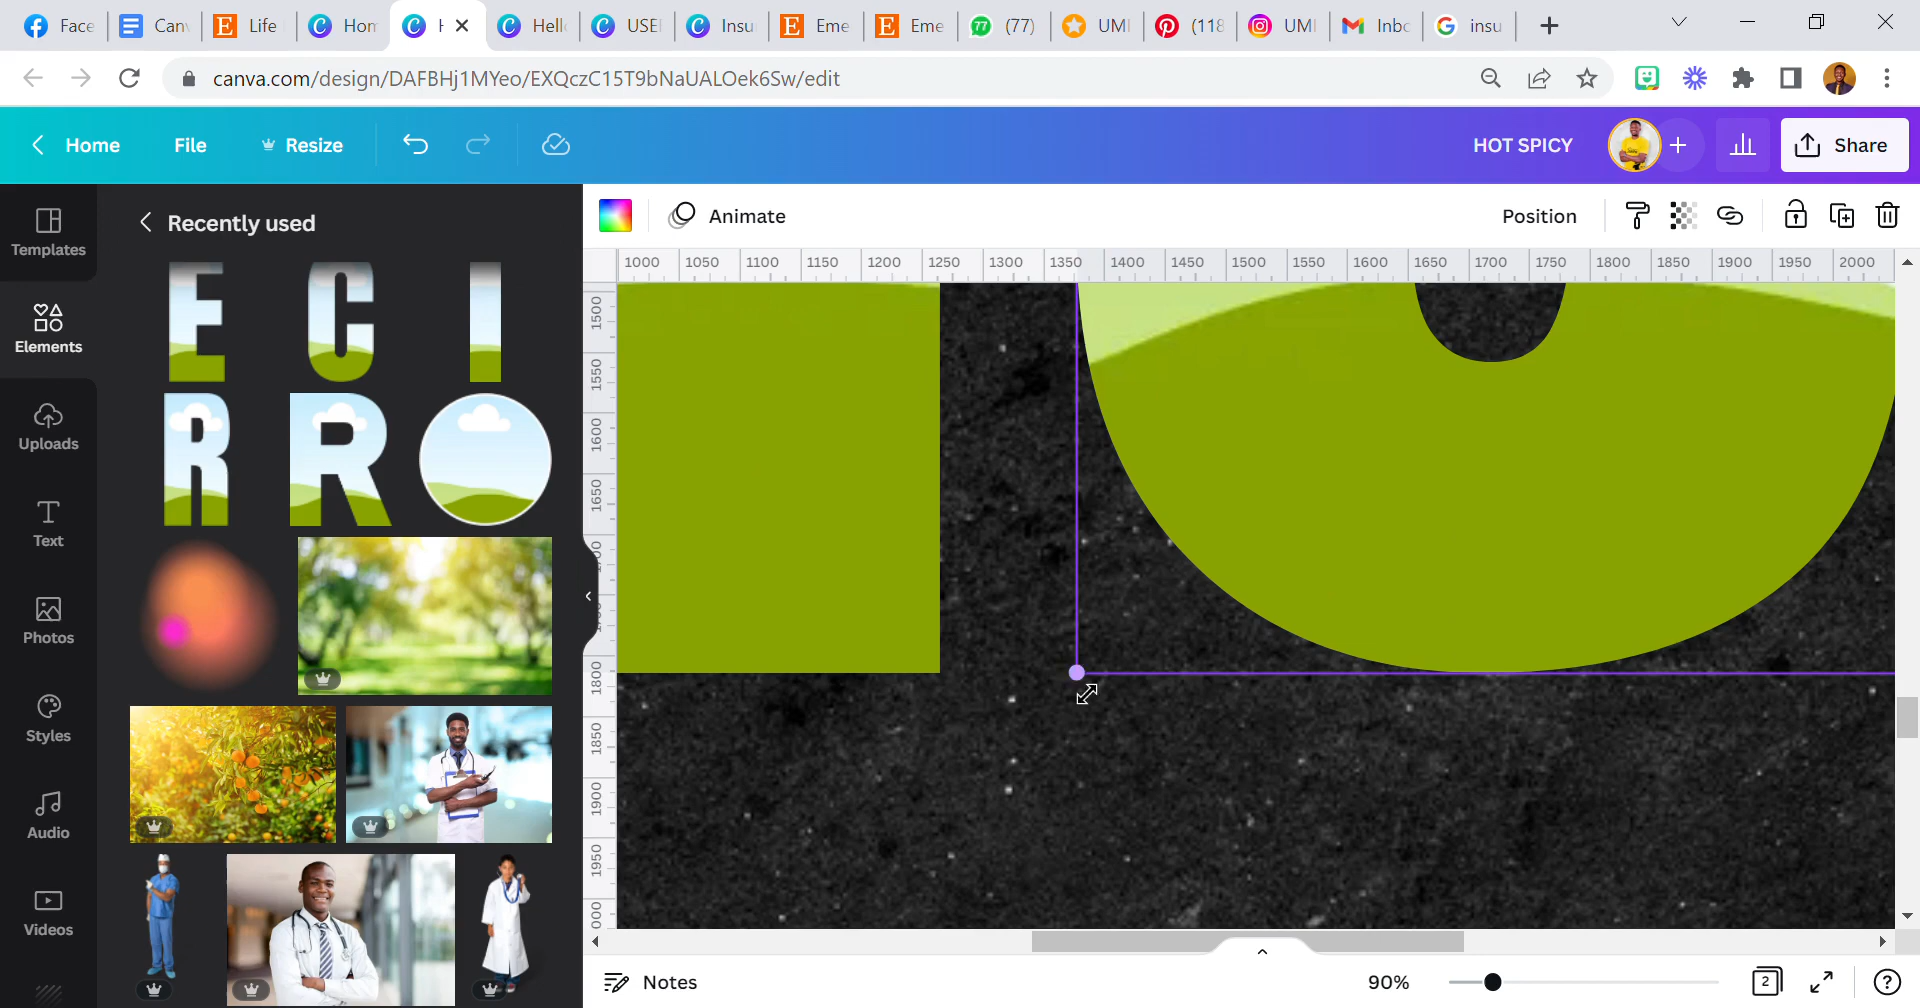 Face
Canv
Life
Hom
H
Hell
USE
Insu
Eme
Eme
(77)
UMI
(118
UMI
Inbc
insu
canva.com/design/DAFBHj1MYeo/EXQczC15T9bNaUALOek6Sw/edit
Home
File
Resize
HOT SPICY
Share
Templates
Elements
Uploads
Text
Photos
Styles
Audio
Videos
Recently used
E C I
R R
Animate
Position
1000 1050 1100 1150 1200 1250 1300 1350 1400 1450 1500 1550 1600 1650 1700 1750 1800 1850 1900 1950 2000
1500
1550
1600
1650
1800
1850
1900
1950
000
Notes
90%
2